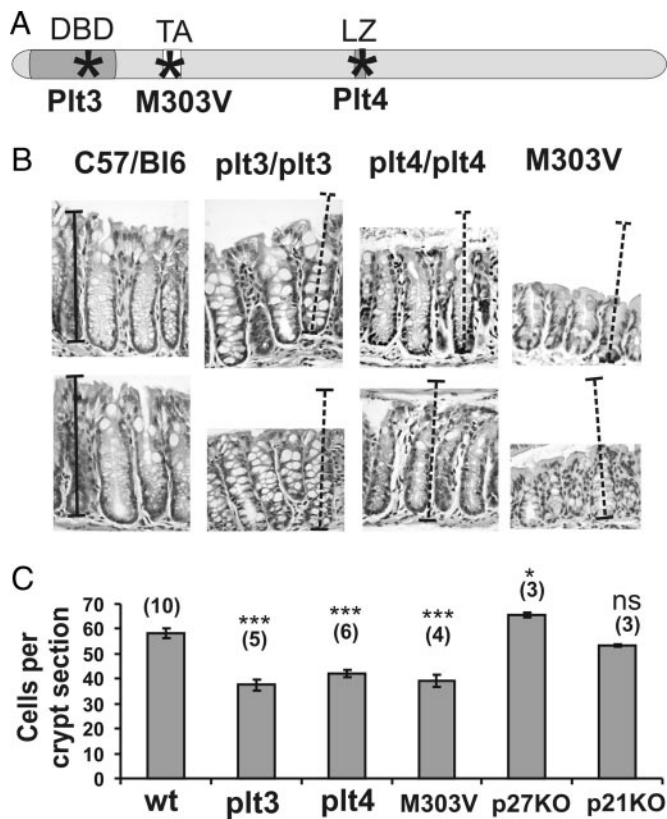 A
DBD TA LZ
Plt3 M303V Plt4
B
C57/Bl6 plt3/plt3 plt4/plt4 M303V
C
Cells per
crypt section
70
60
50
40
30
20
10
0
(10)
***
(5)
***
(6)
***
(4)
*
(3)
ns
(3)
wt plt3 plt4 M303V p27KO p21KO